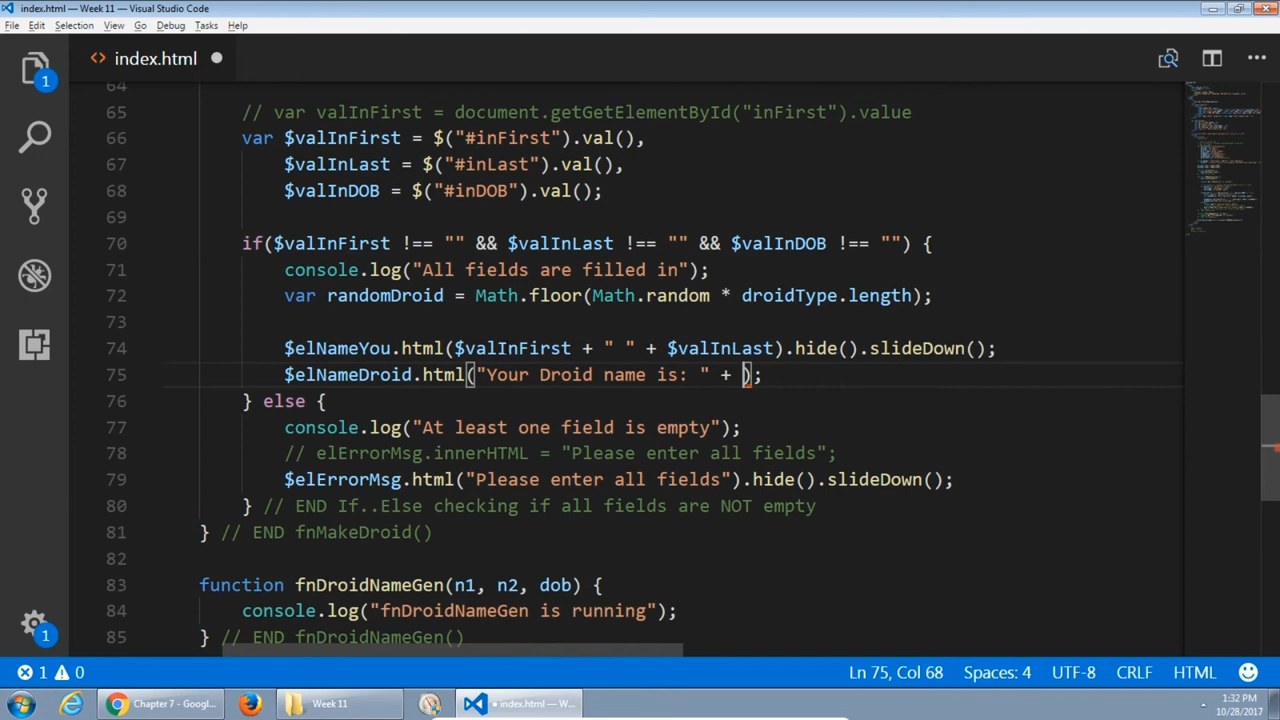 index.html — Week 11 — Visual Studio Code
File Edit Selection View Go Debug Tasks Help
1 <> index.html
64
65 // var valInFirst = document.getGetElementById("inFirst").value
66 var $valInFirst = $("#inFirst").val(),
67 $valInLast = $("#inLast").val(),
68 $valInDOB = $("#inDOB").val();
69
70 if($valInFirst !== "" && $valInLast !== "" && $valInDOB !== "") {
71 console.log("All fields are filled in");
72 var randomDroid = Math.floor(Math.random * droidType.length);
73
74 $elNameYou.html($valInFirst + " " + $valInLast).hide().slideDown();
75 $elNameDroid.html("Your Droid name is: " + );
76 } else {
77 console.log("At least one field is empty");
78 // elErrorMsg.innerHTML = "Please enter all fields";
79 $elErrorMsg.html("Please enter all fields").hide().slideDown();
80 } // END If..Else checking if all fields are NOT empty
81 } // END fnMakeDroid()
82
83 function fnDroidNameGen(n1, n2, dob) {
84 console.log("fnDroidNameGen is running");
85 } // END fnDroidNameGen()
1
1 0 Ln 75, Col 68 Spaces: 4 UTF-8 CRLF HTML
Chapter 7 - Googl... Week 11 index.html — W... 1:32 PM
10/28/2017